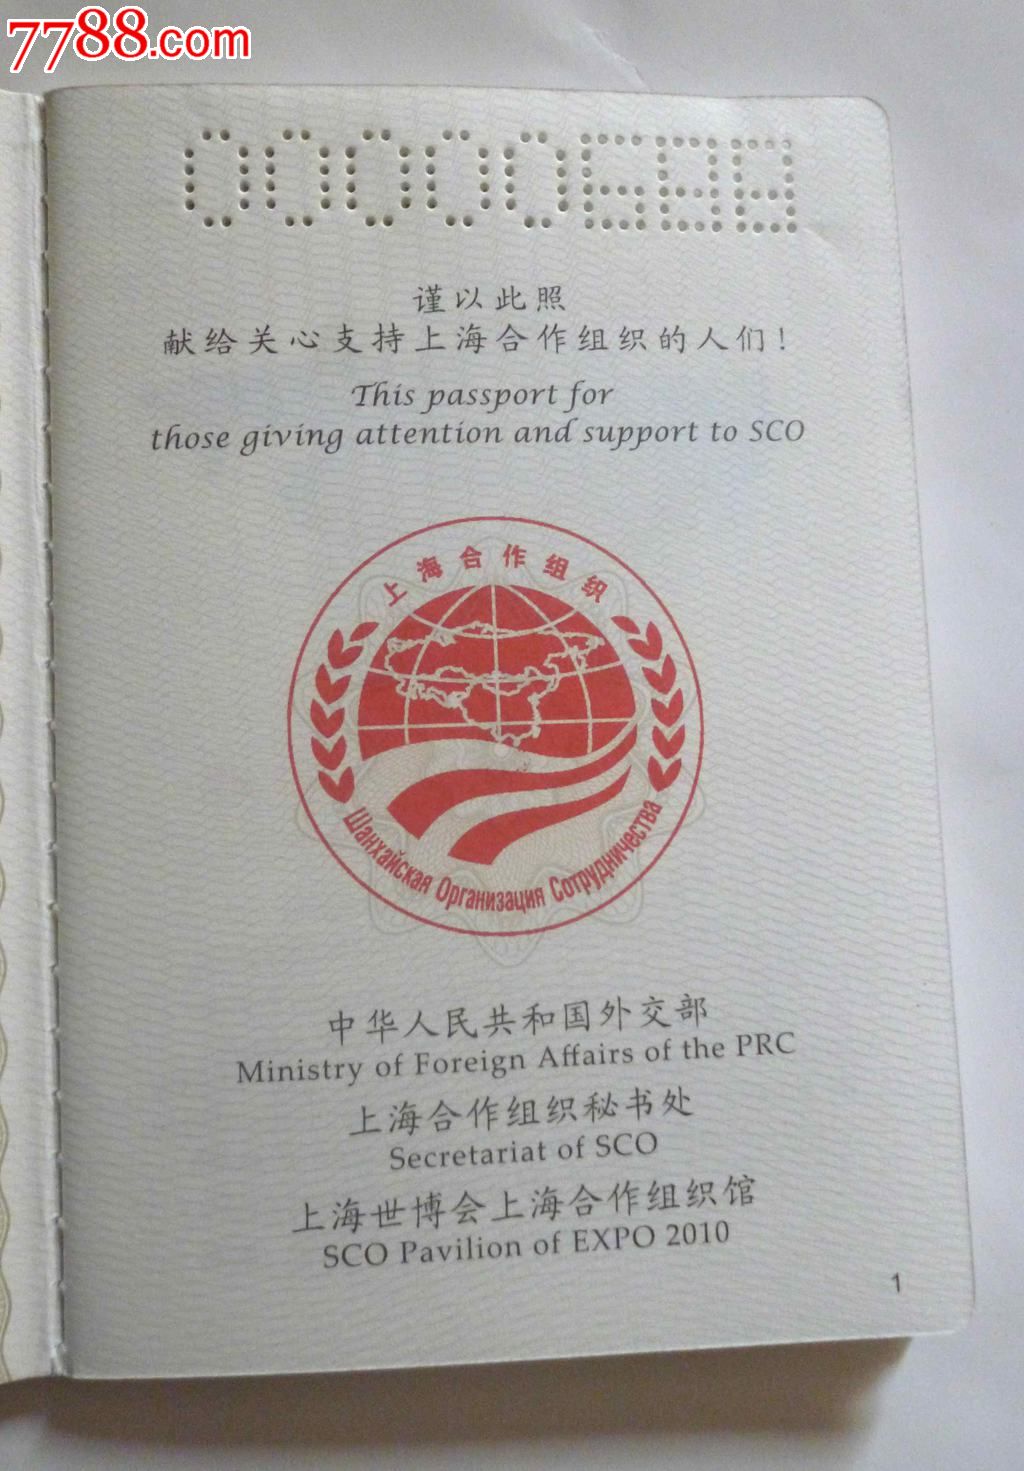 7788.com
00000688
谨以此照
献给关心支持上海合作组织的人们!
This passport for
those giving attention and support to SCO
上海合作组织
Шанхайская Организация Сотрудничества
中华人民共和国外交部
Ministry of Foreign Affairs of the PRC
上海合作组织秘书处
Secretariat of SCO
上海世博会上海合作组织馆
SCO Pavilion of EXPO 2010
1